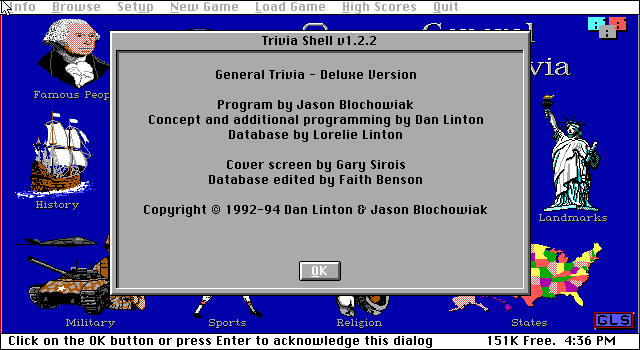 Info Browse Setup New Game Load Game High Scores Quit
Trivia Shell v1.2.2
General Trivia - Deluxe Version
Program by Jason Blochowiak
Concept and additional programming by Dan Linton
Database by Lorelie Linton
Cover screen by Gary Sirois
Database edited by Faith Benson
Copyright © 1992-94 Dan Linton & Jason Blochowiak
OK
Famous Peop
History
Landmarks
Military
Sports
Religion
States
GLS
Click on the OK button or press Enter to acknowledge this dialog
151K Free. 4:36 PM